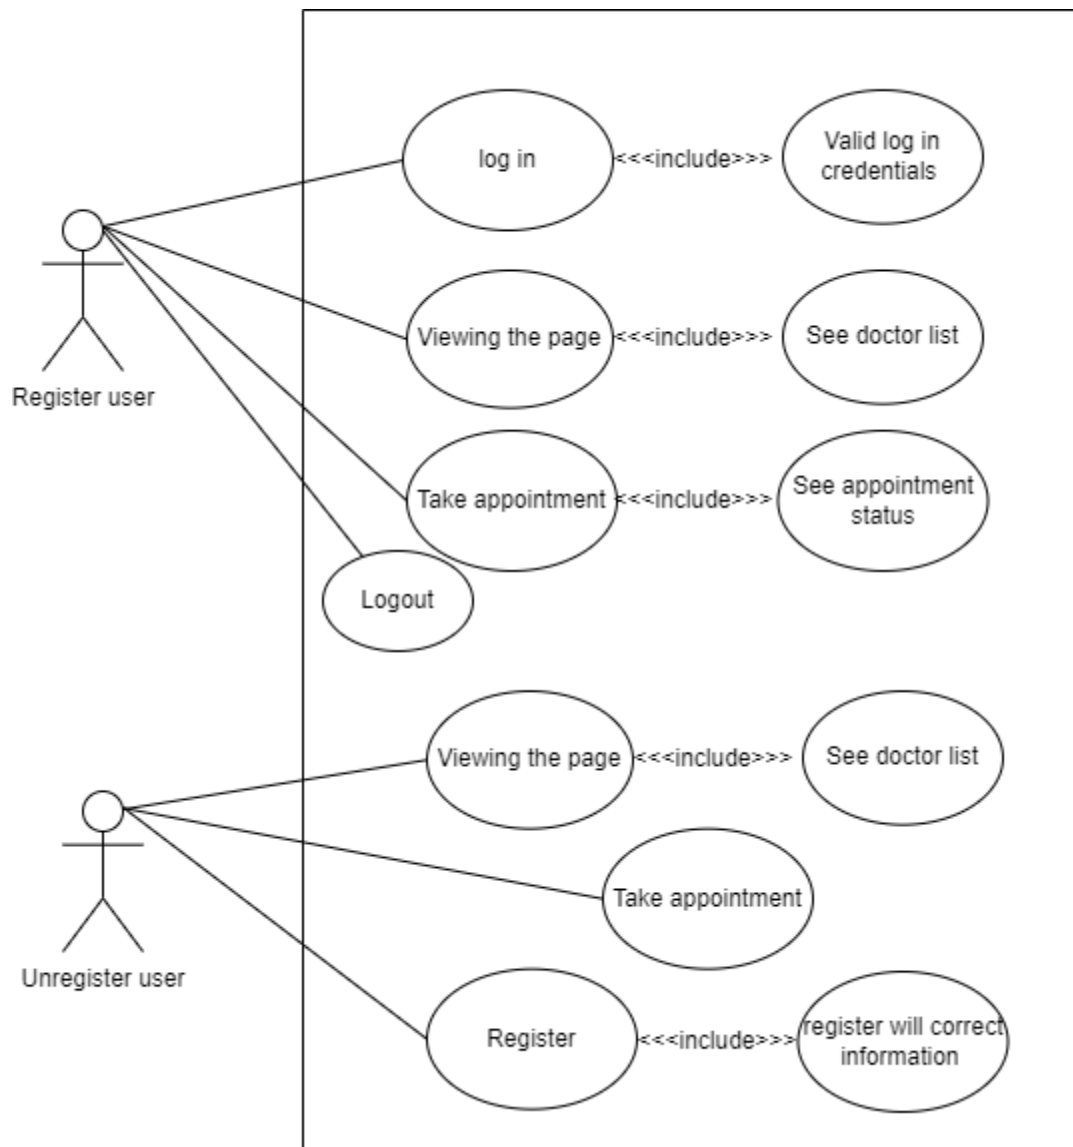 log in
<<<include>>>
Valid log in
credentials
Viewing the page
<<<include>>>
See doctor list
Register user
Take appointment
<<<include>>>
See appointment
status
Logout
Viewing the page
<<<include>>>
See doctor list
Take appointment
Unregister user
Register
<<<include>>>
register will correct
information